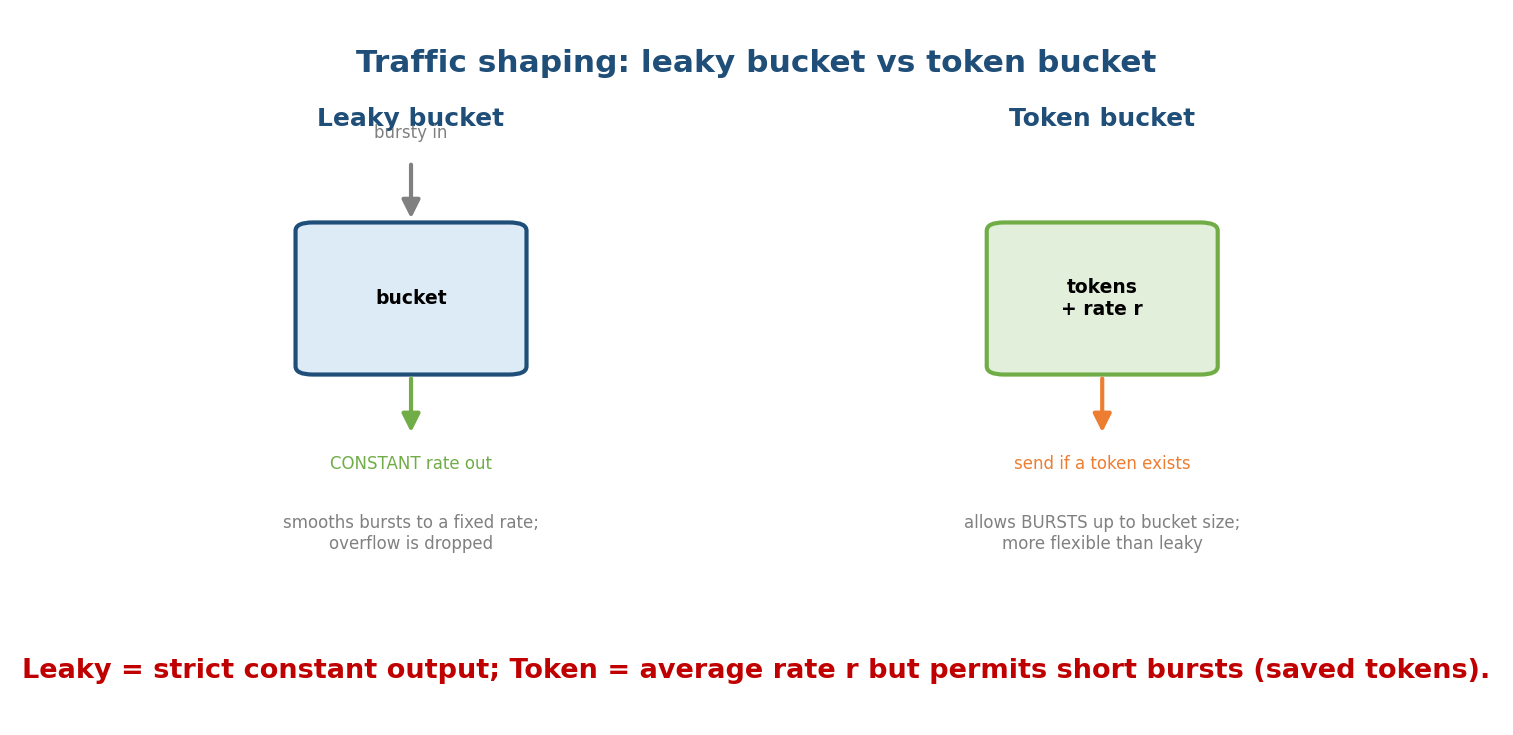 Traffic shaping: leaky bucket vs token bucket
Leaky bucket
bursty in
bucket
CONSTANT rate out
smooths bursts to a fixed rate;
overflow is dropped
Token bucket
tokens
+ rate r
send if a token exists
allows BURSTS up to bucket size;
more flexible than leaky
Leaky = strict constant output; Token = average rate r but permits short bursts (saved tokens).